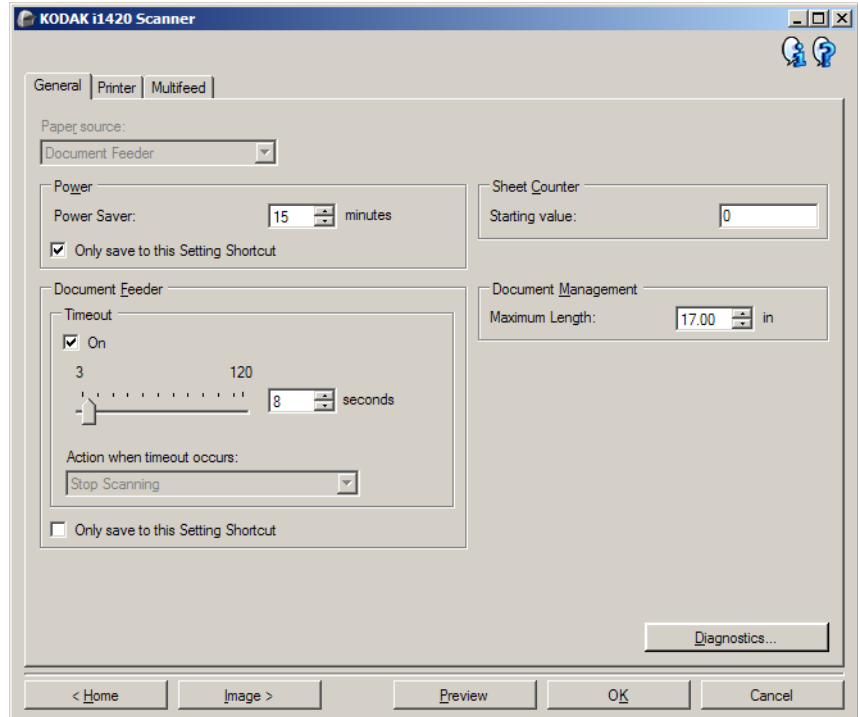 KODAK i1420 Scanner
General Printer Multifeed
Paper source:
Document Feeder
Power
Power Saver: 15 minutes
Only save to this Setting Shortcut
Sheet Counter
Starting value: 0
Document Feeder
Timeout
On
3 120
8 seconds
Action when timeout occurs:
Stop Scanning
Only save to this Setting Shortcut
Document Management
Maximum Length: 17.00 in
Diagnostics...
< Home Image > Preview OK Cancel